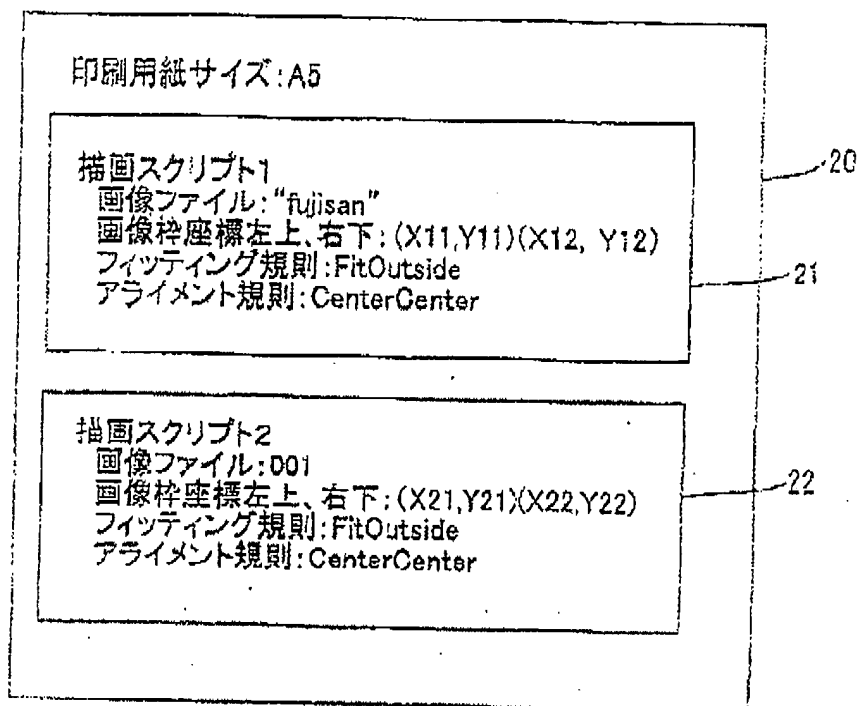 印刷用紙サイズ:A5
20
描画スクリプト1
画像ファイル:“fujisan”
画像枠座標左上、右下:(X11,Y11)(X12, Y12)
フィッティング規則:FitOutside
アライメント規則:CenterCenter
21
描画スクリプト2
画像ファイル:001
画像枠座標左上、右下:(X21,Y21)(X22,Y22)
フィッティング規則:FitOutside
アライメント規則:CenterCenter
22